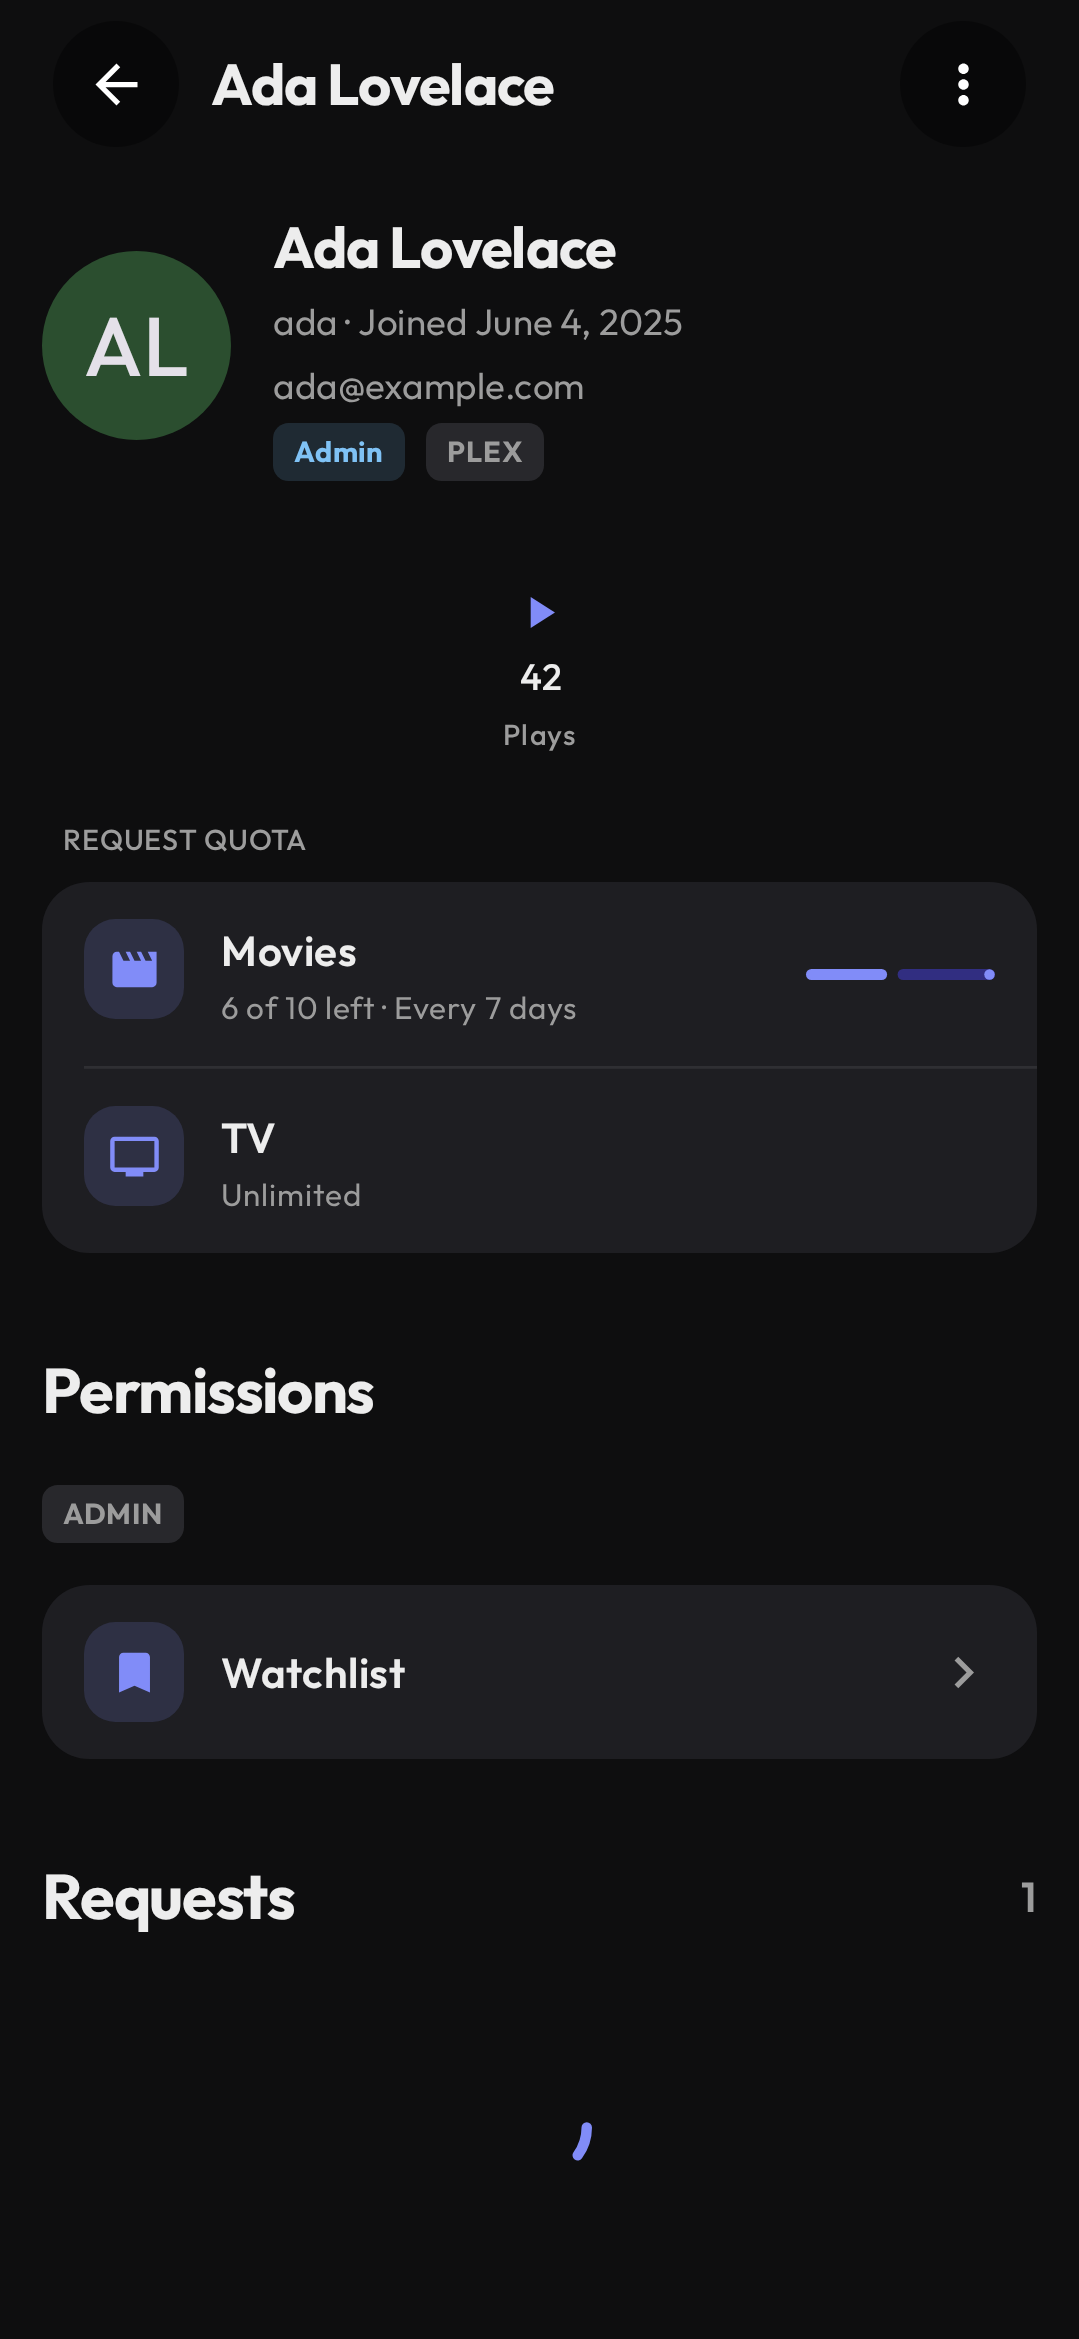 Ada Lovelace
AL
Ada Lovelace
ada · Joined June 4, 2025
ada@example.com
Admin
PLEX
42
Plays
REQUEST QUOTA
Movies
6 of 10 left · Every 7 days
TV
Unlimited
Permissions
ADMIN
Watchlist
Requests
1